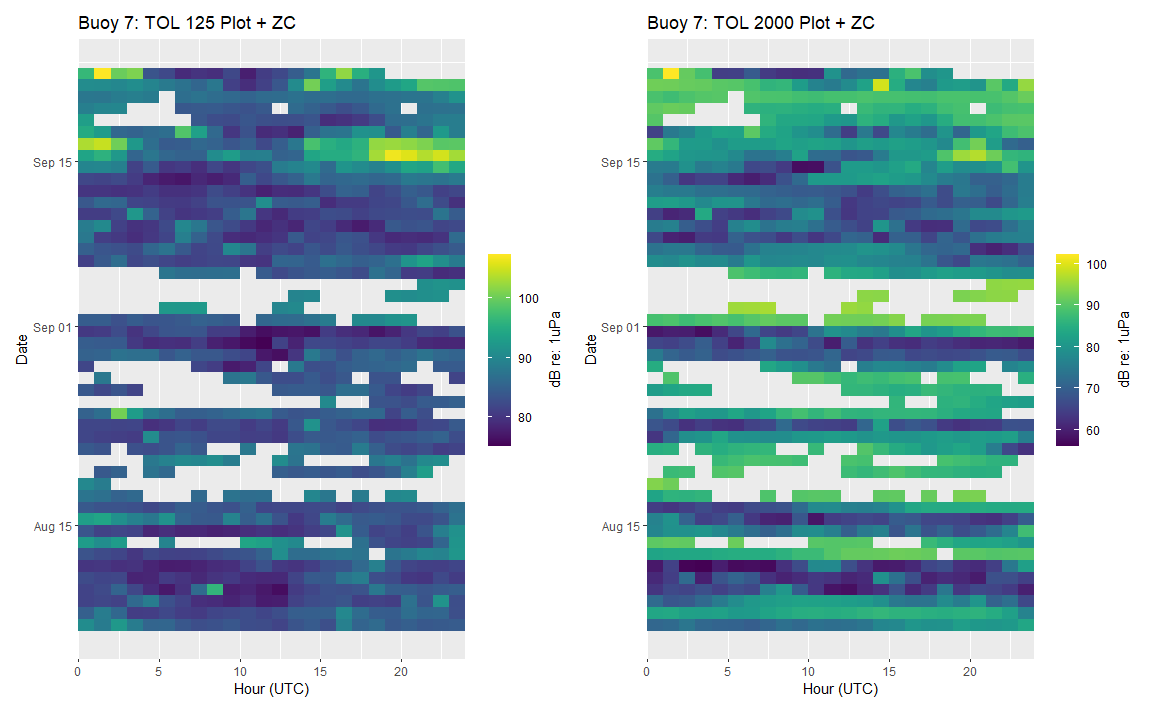 Buoy 7: TOL 125 Plot + ZC
Date
Sep 15
Sep 01
Aug 15
0 5 10 15 20
Hour (UTC)
100
90
80
dB re: 1uPa
Buoy 7: TOL 2000 Plot + ZC
Date
Sep 15
Sep 01
Aug 15
0 5 10 15 20
Hour (UTC)
100
90
80
70
60
dB re: 1uPa